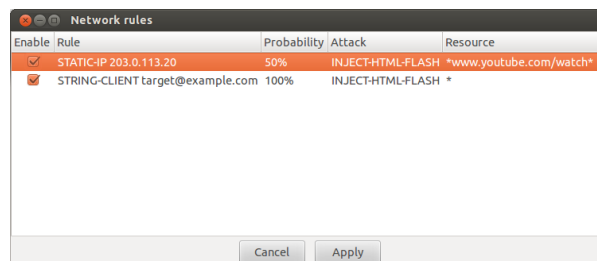 Network rules
Enable Rule Probability Attack Resource
STATIC-IP 203.0.113.20 50% INJECT-HTML-FLASH *www.youtube.com/watch*
STRING-CLIENT target@example.com 100% INJECT-HTML-FLASH *
Cancel Apply